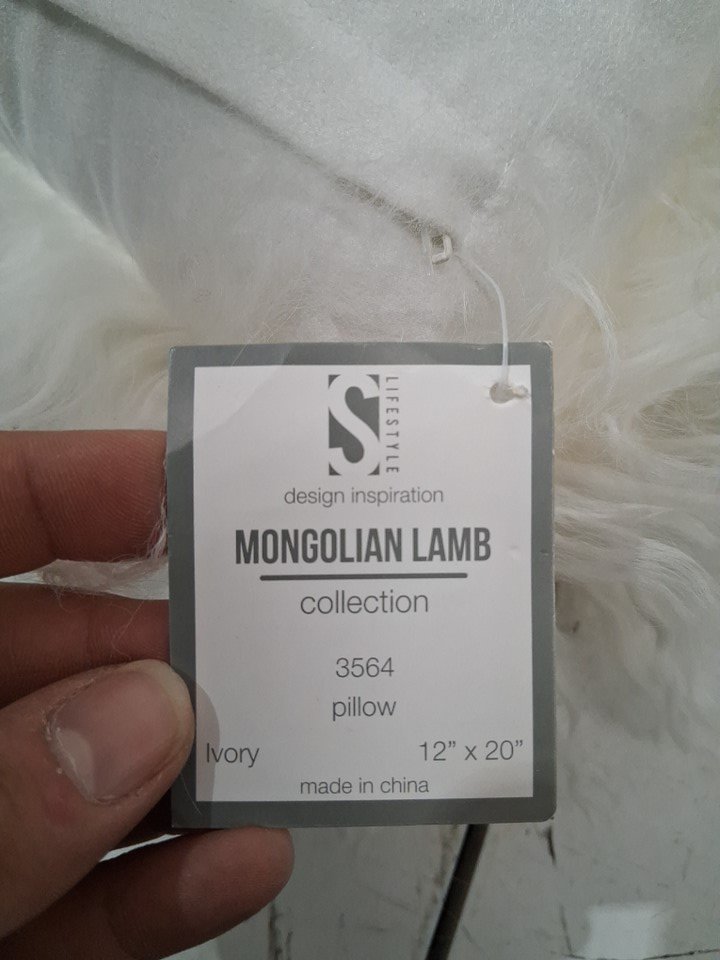 S LIFESTYLE
design inspiration
MONGOLIAN LAMB
collection
3564
pillow
Ivory 12” x 20”
made in china